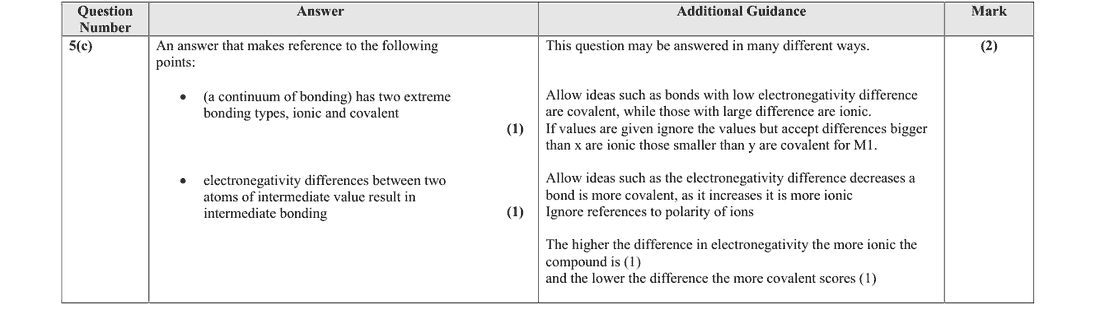 Question Number
Answer
Additional Guidance
Mark
5(c)
An answer that makes reference to the following
points:
• (a continuum of bonding) has two extreme
bonding types, ionic and covalent
(1)
• electronegativity differences between two
atoms of intermediate value result in
intermediate bonding
(1)
This question may be answered in many different ways.
Allow ideas such as bonds with low electronegativity difference
are covalent, while those with large difference are ionic.
If values are given ignore the values but accept differences bigger
than x are ionic those smaller than y are covalent for M1.
Allow ideas such as the electronegativity difference decreases a
bond is more covalent, as it increases it is more ionic
Ignore references to polarity of ions
The higher the difference in electronegativity the more ionic the
compound is (1)
and the lower the difference the more covalent scores (1)
(2)